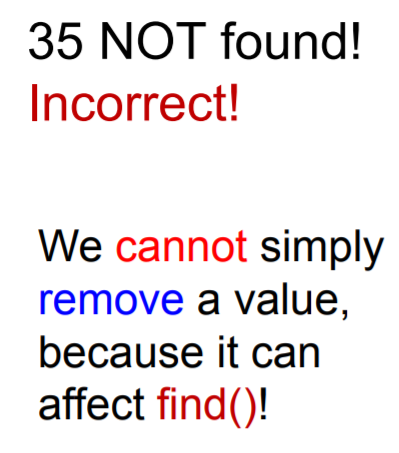 35 NOT found!
Incorrect!
We cannot simply
remove a value,
because it can
affect find()!